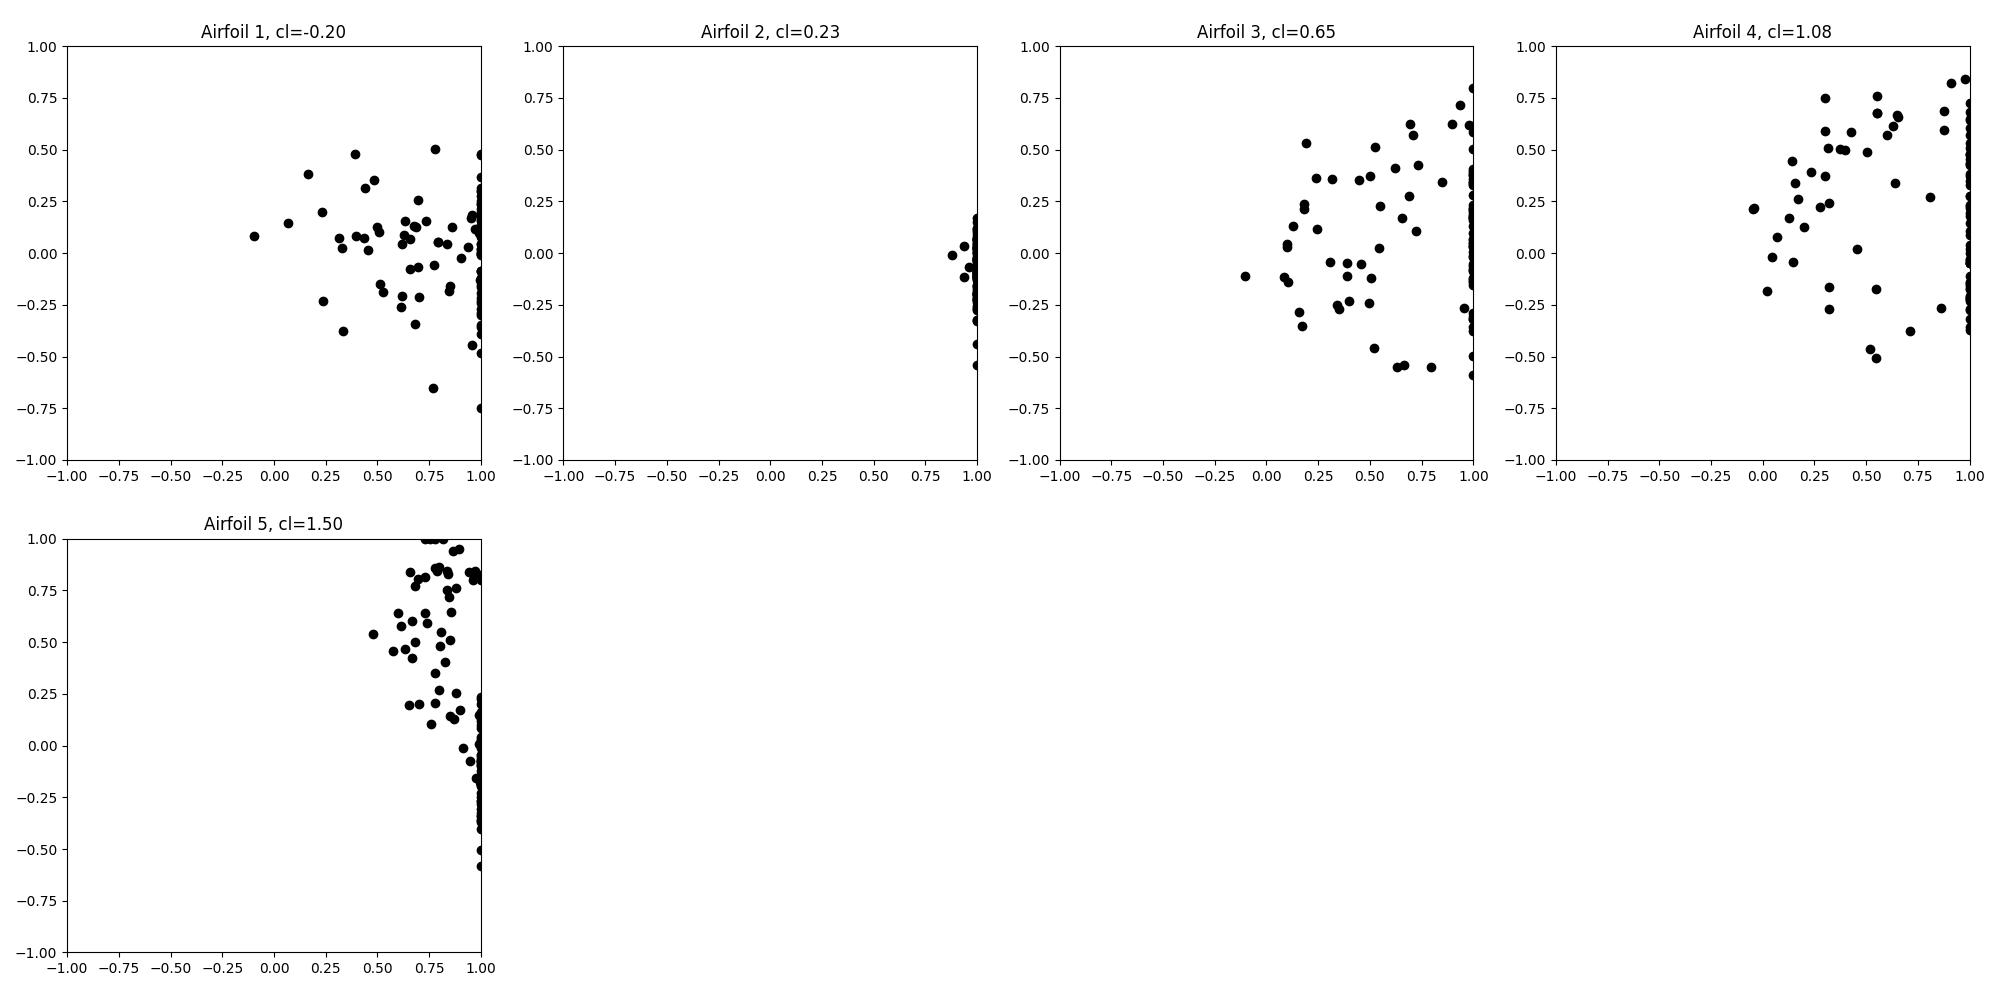 Airfoil 1, cl=-0.20
Airfoil 2, cl=0.23
Airfoil 3, cl=0.65
Airfoil 4, cl=1.08
1.00 1.00 1.00 1.00
0.75 0.75 0.75 0.75
0.50 0.50 0.50 0.50
0.25 0.25 0.25 0.25
0.00 0.00 0.00 0.00
−0.25 −0.25 −0.25 −0.25
−0.50 −0.50 −0.50 −0.50
−0.75 −0.75 −0.75 −0.75
−1.00 −1.00 −1.00 −1.00
−1.00 −0.75 −0.50 −0.25 0.00 0.25 0.50 0.75 1.00
−1.00 −0.75 −0.50 −0.25 0.00 0.25 0.50 0.75 1.00
−1.00 −0.75 −0.50 −0.25 0.00 0.25 0.50 0.75 1.00
−1.00 −0.75 −0.50 −0.25 0.00 0.25 0.50 0.75 1.00
Airfoil 5, cl=1.50
1.00
0.75
0.50
0.25
0.00
−0.25
−0.50
−0.75
−1.00
−1.00 −0.75 −0.50 −0.25 0.00 0.25 0.50 0.75 1.00